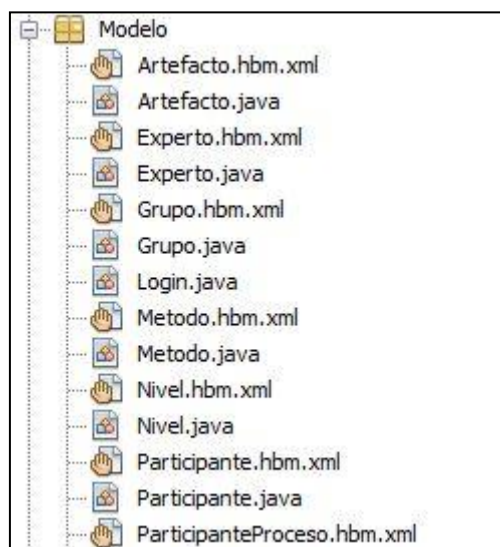 Modelo
Artefacto.hbm.xml
Artefacto.java
Experto.hbm.xml
Experto.java
Grupo.hbm.xml
Grupo.java
Login.java
Metodo.hbm.xml
Metodo.java
Nivel.hbm.xml
Nivel.java
Participante.hbm.xml
Participante.java
ParticipanteProceso.hbm.xml